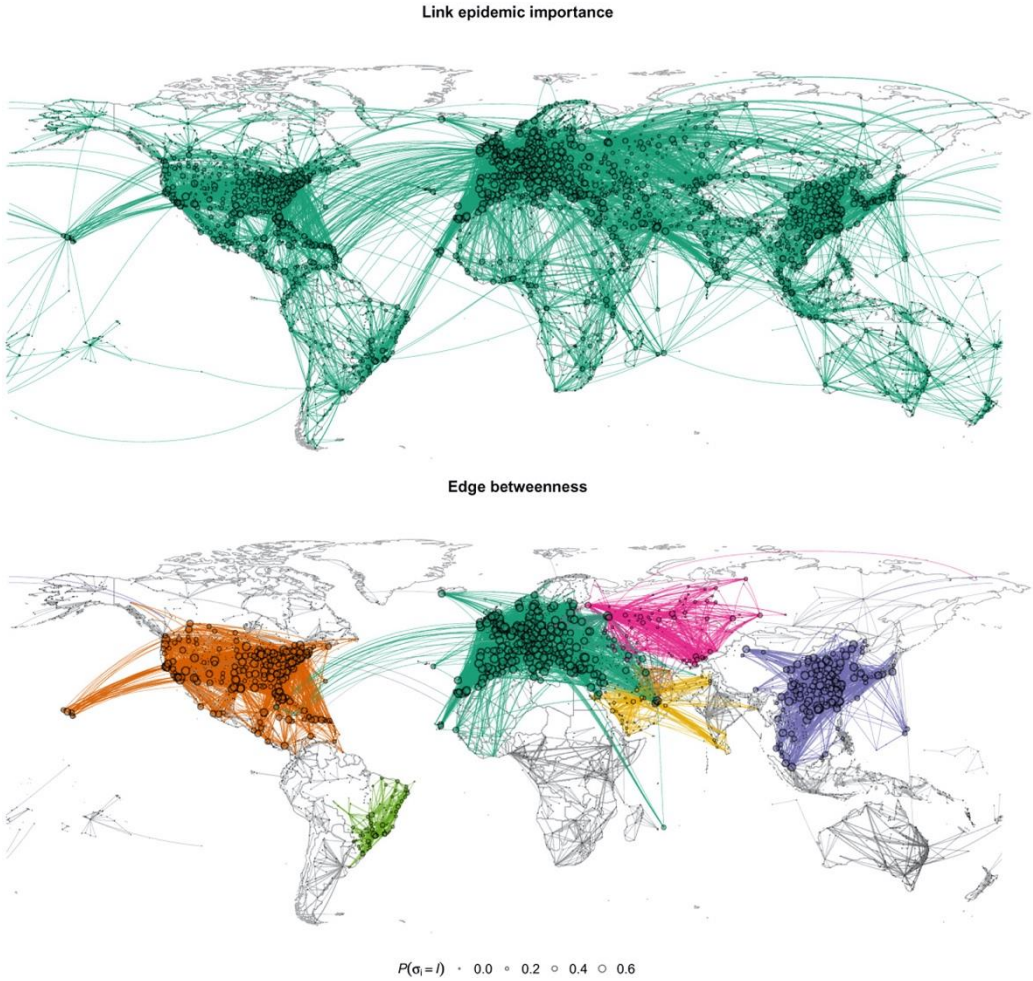 Link epidemic importance
Edge betweenness
P(σi = I) 0.0 0.2 0.4 0.6